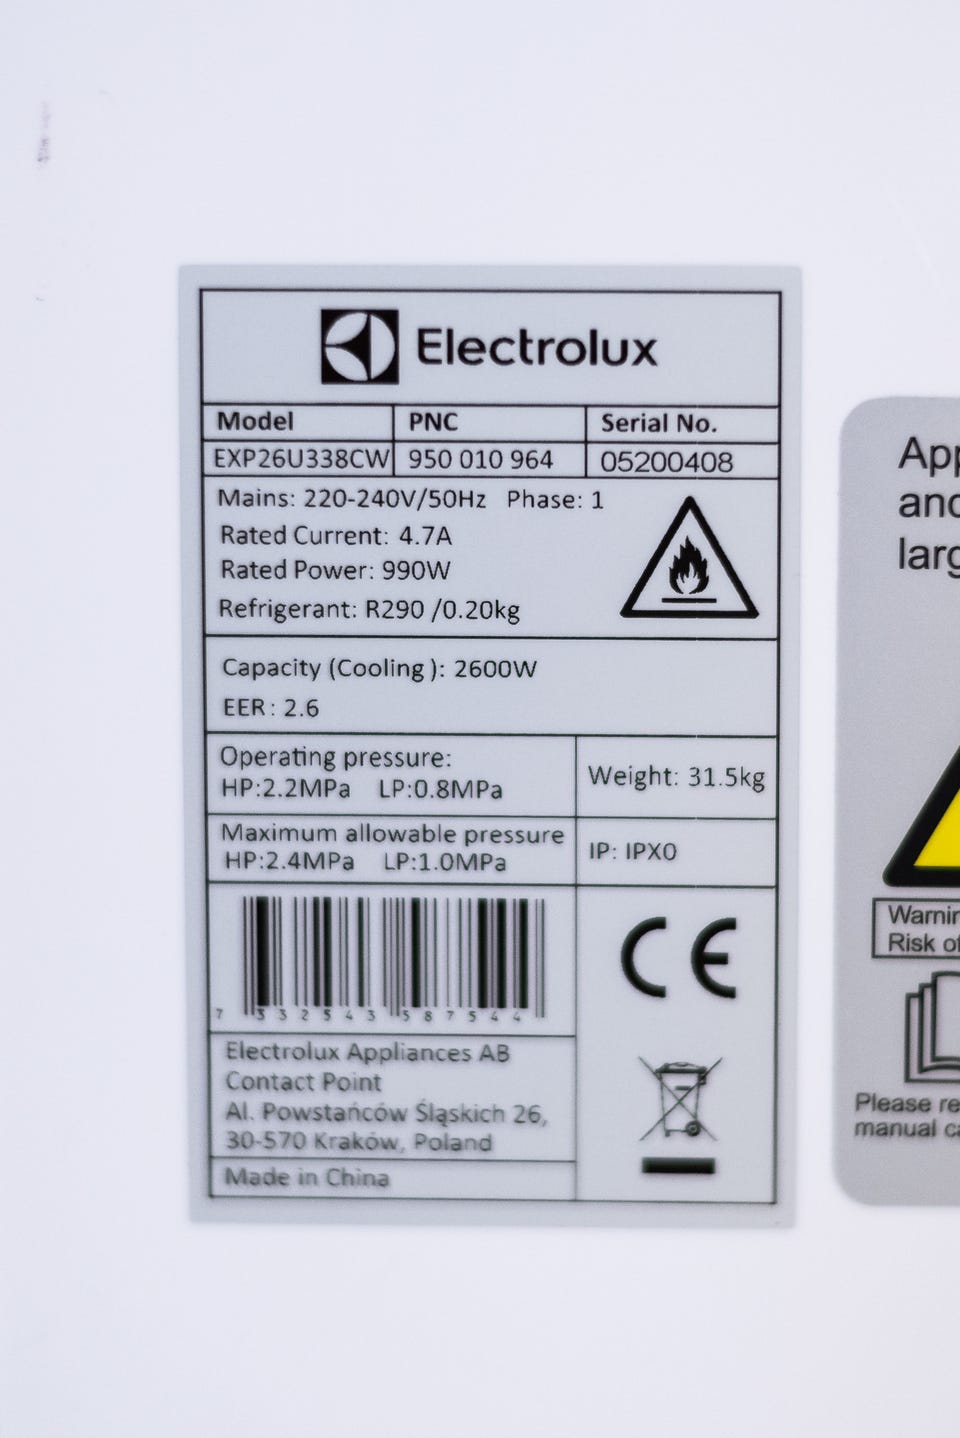 Electrolux
Model PNC Serial No.
EXP26U338CW 950 010 964 05200408
Mains: 220-240V/50Hz Phase: 1
Rated Current: 4.7A
Rated Power: 990W
Refrigerant: R290 /0.20kg
Capacity (Cooling ): 2600W
EER : 2.6
Operating pressure:
HP:2.2MPa LP:0.8MPa
Weight: 31.5kg
Maximum allowable pressure
HP:2.4MPa LP:1.0MPa
IP: IPX0
7 332543 587544
CE
Electrolux Appliances AB
Contact Point
Al. Powstańców Śląskich 26,
30-570 Kraków, Poland
Made in China
and
Risk of
Please
manual